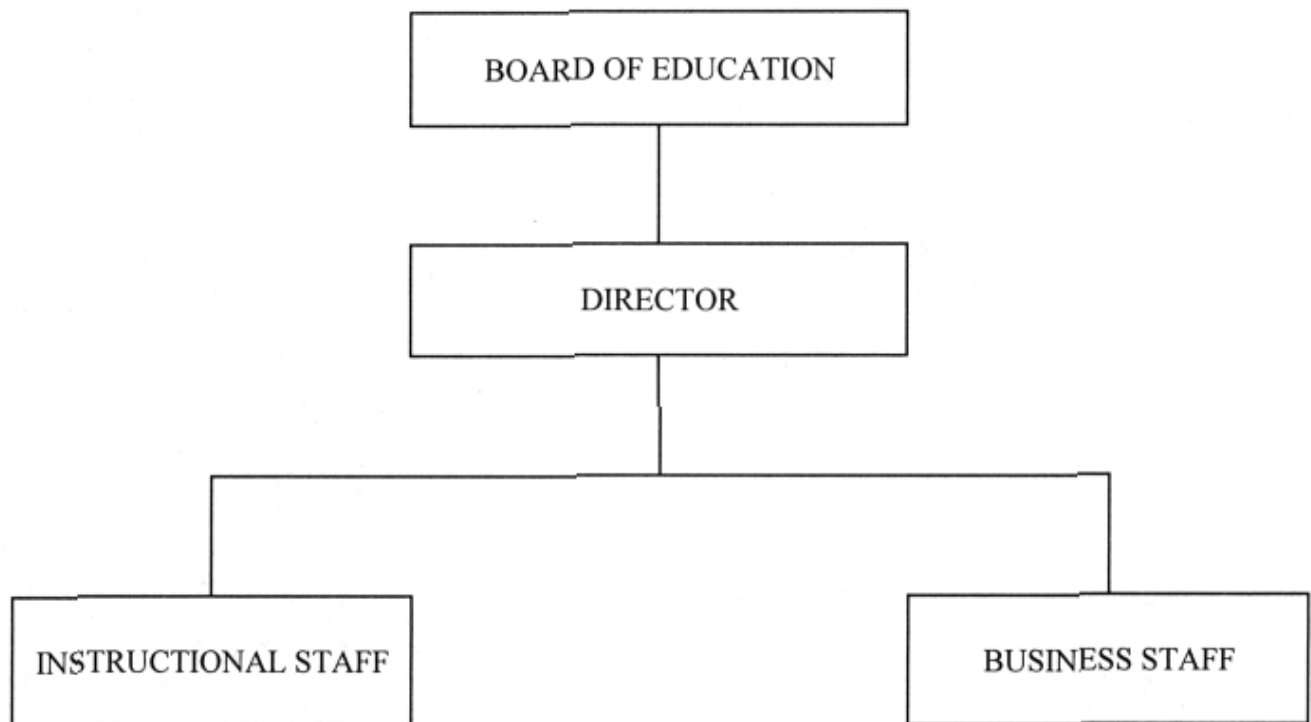 BOARD OF EDUCATION
DIRECTOR
INSTRUCTIONAL STAFF
BUSINESS STAFF